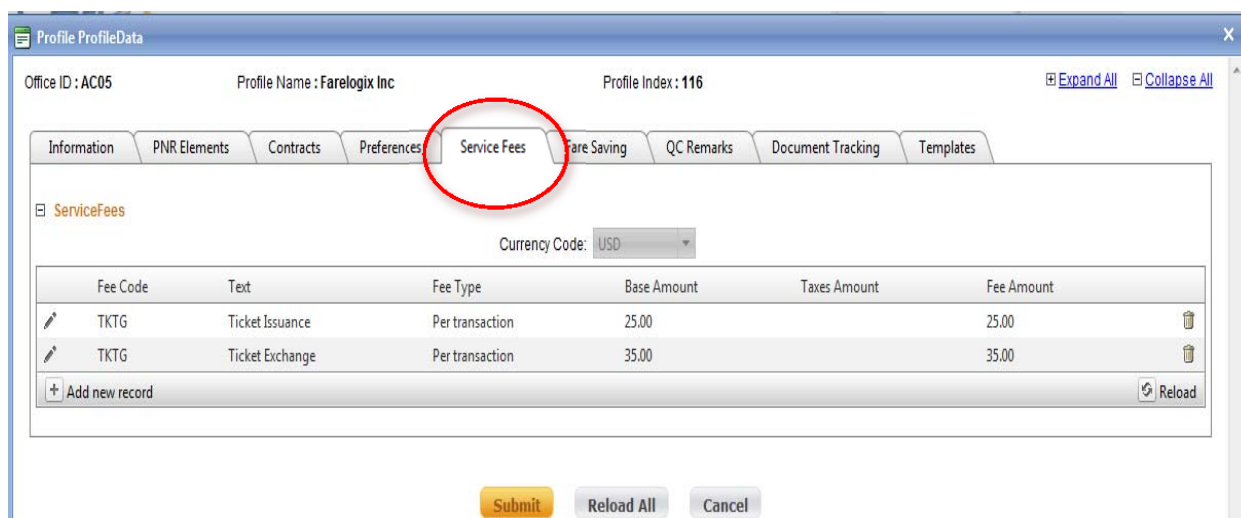 Profile ProfileData X
Office ID : AC05 Profile Name : Farelogix Inc Profile Index : 116 Expand All Collapse All
Information PNR Elements Contracts Preferences Service Fees Fare Saving QC Remarks Document Tracking Templates
ServiceFees
Currency Code: USD
Fee Code Text Fee Type Base Amount Taxes Amount Fee Amount
TKTG Ticket Issuance Per transaction 25.00 25.00
TKTG Ticket Exchange Per transaction 35.00 35.00
Add new record Reload
Submit Reload All Cancel